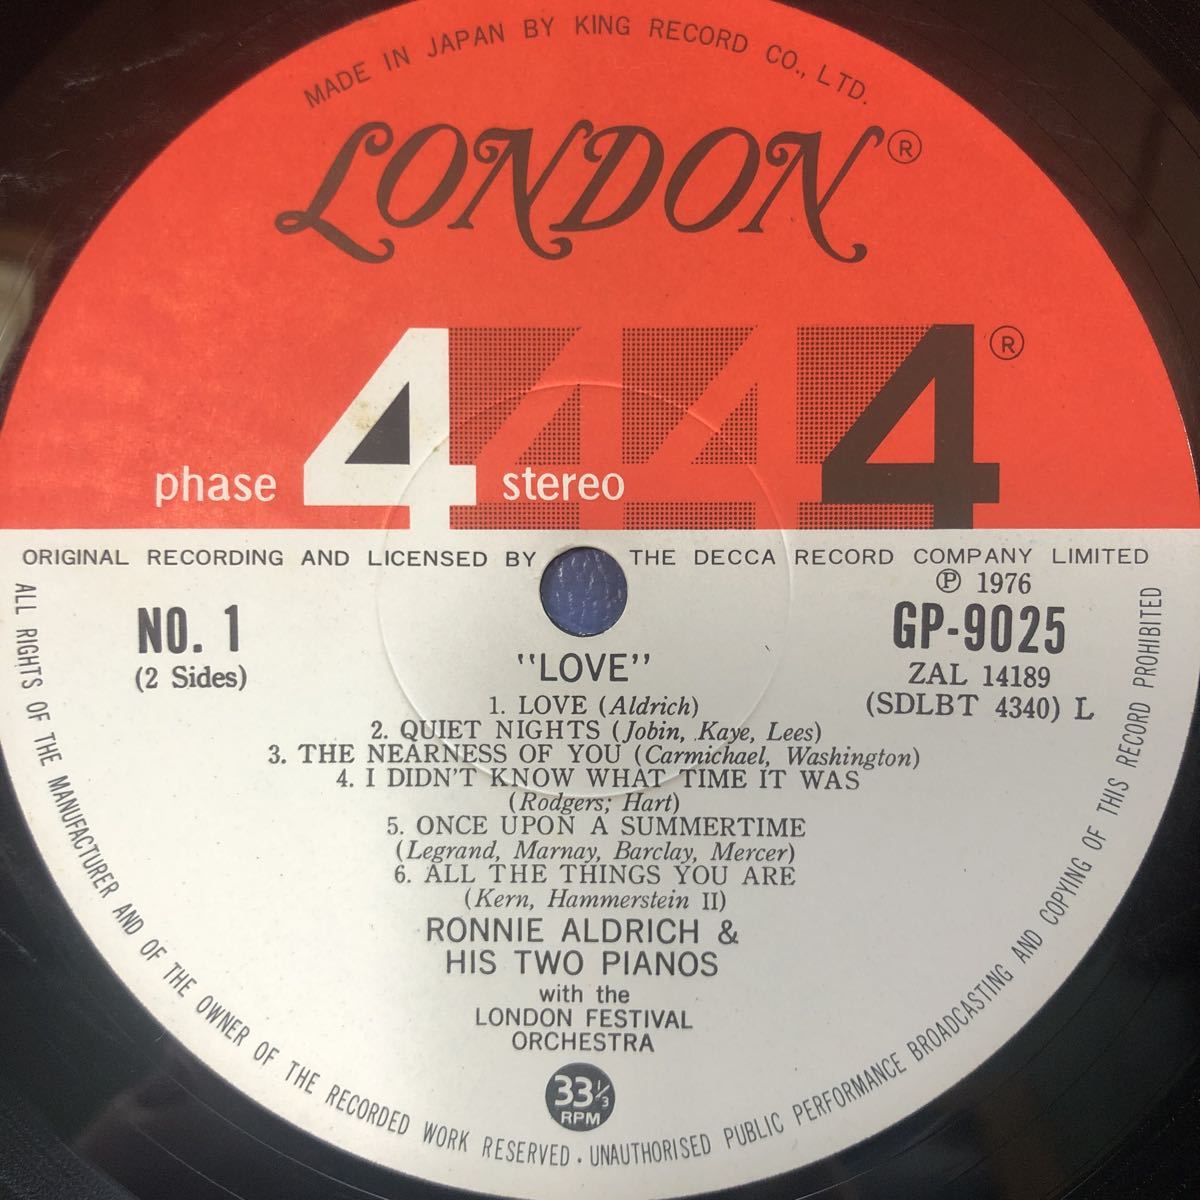 MADE IN JAPAN BY KING RECORD CO., LTD.
LONDON®
phase 4 stereo 4 4 4 ®
ORIGINAL RECORDING AND LICENSED BY THE DECCA RECORD COMPANY LIMITED
℗ 1976
NO. 1
(2 Sides)
GP-9025
ZAL 14189
(SDLBT 4340) L
"LOVE"
1. LOVE (Aldrich)
2. QUIET NIGHTS (Jobin, Kaye, Lees)
3. THE NEARNESS OF YOU (Carmichael, Washington)
4. I DIDN'T KNOW WHAT TIME IT WAS
(Rodgers; Hart)
5. ONCE UPON A SUMMERTIME
(Legrand, Marnay, Barclay, Mercer)
6. ALL THE THINGS YOU ARE
(Kern, Hammerstein II)
RONNIE ALDRICH &
HIS TWO PIANOS
with the
LONDON FESTIVAL
ORCHESTRA
33 1/3
RPM
ALL RIGHTS OF THE MANUFACTURER AND OF THE OWNER OF THE RECORDED WORK RESERVED. UNAUTHORISED PUBLIC PERFORMANCE BROADCASTING AND COPYING OF THIS RECORD PROHIBITED